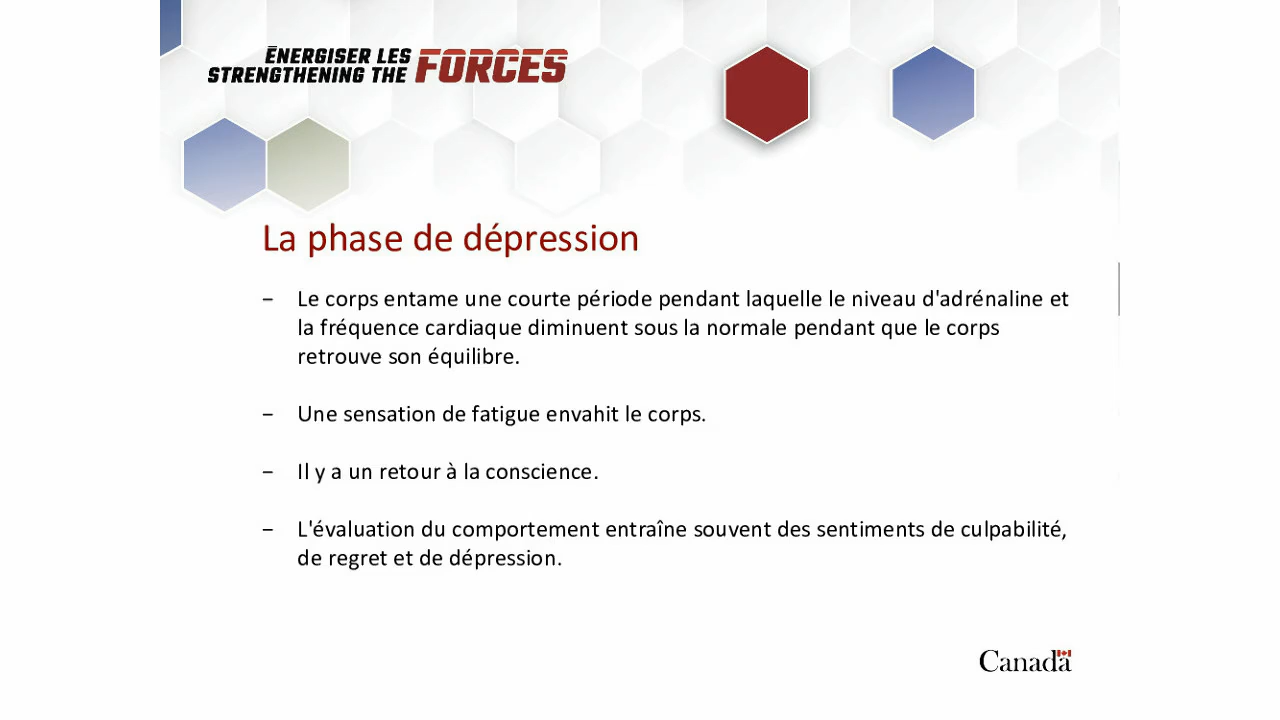 ÉNERGISER LES
STRENGTHENING THE FORCES
La phase de dépression
− Le corps entame une courte période pendant laquelle le niveau d'adrénaline et
la fréquence cardiaque diminuent sous la normale pendant que le corps
retrouve son équilibre.
− Une sensation de fatigue envahit le corps.
− Il y a un retour à la conscience.
− L'évaluation du comportement entraîne souvent des sentiments de culpabilité,
de regret et de dépression.
Canada